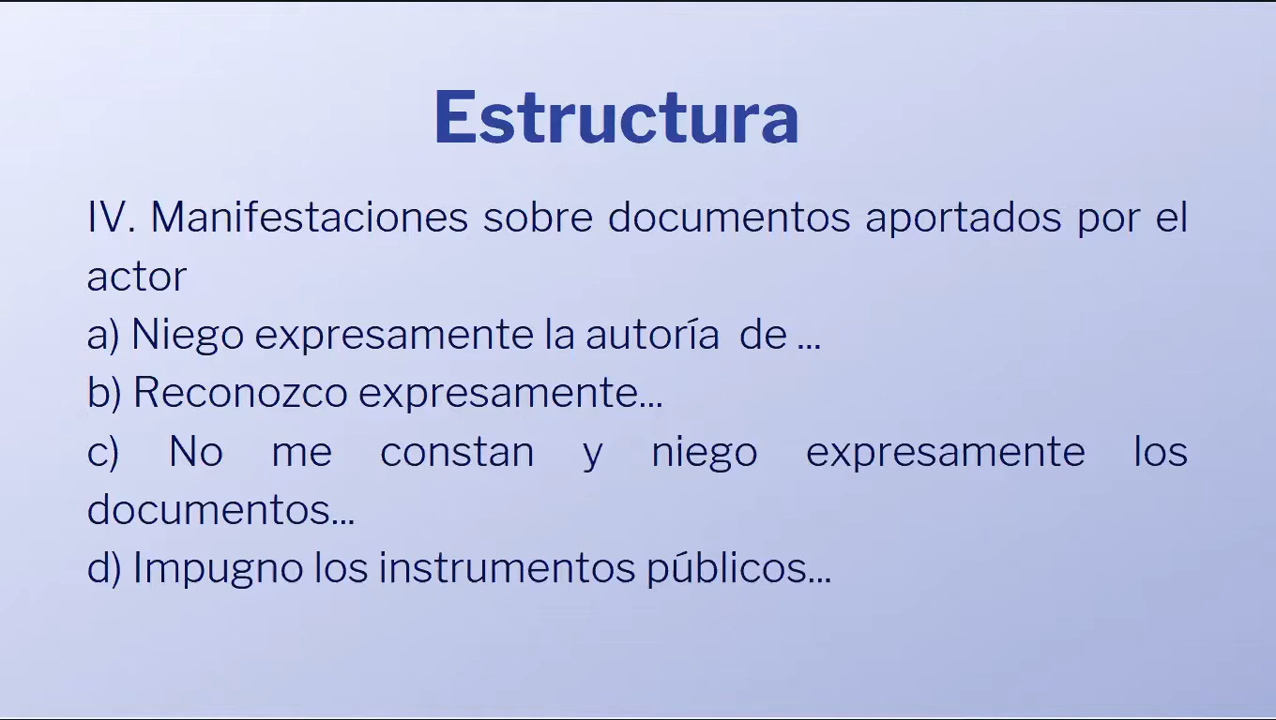 Estructura
IV. Manifestaciones sobre documentos aportados por el
actor
a) Niego expresamente la autoría de ...
b) Reconozco expresamente...
c) No me constan y niego expresamente los
documentos...
d) Impugno los instrumentos públicos...